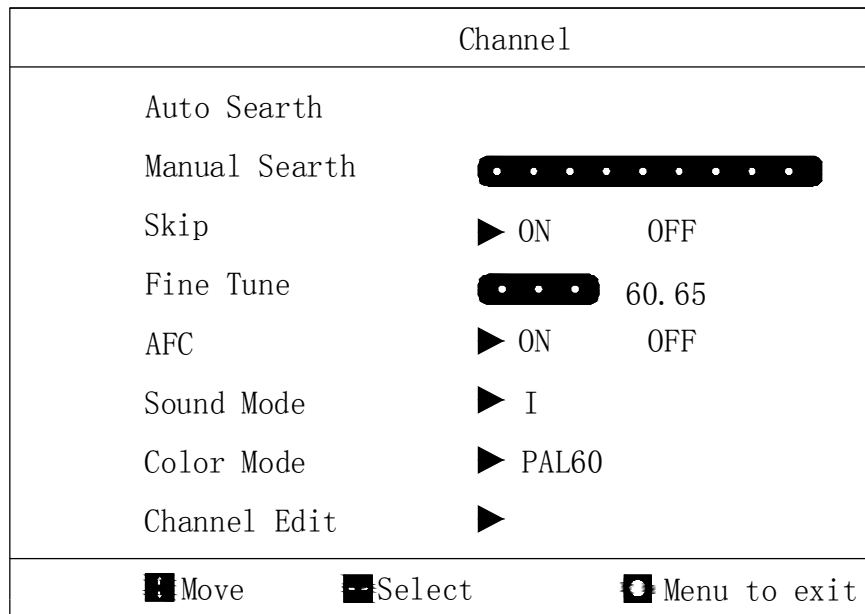 Channel
Auto Searth
Manual Searth
Skip ▶ ON OFF
Fine Tune 60.65
AFC ▶ ON OFF
Sound Mode ▶ I
Color Mode ▶ PAL60
Channel Edit ▶
Move Select Menu to exit